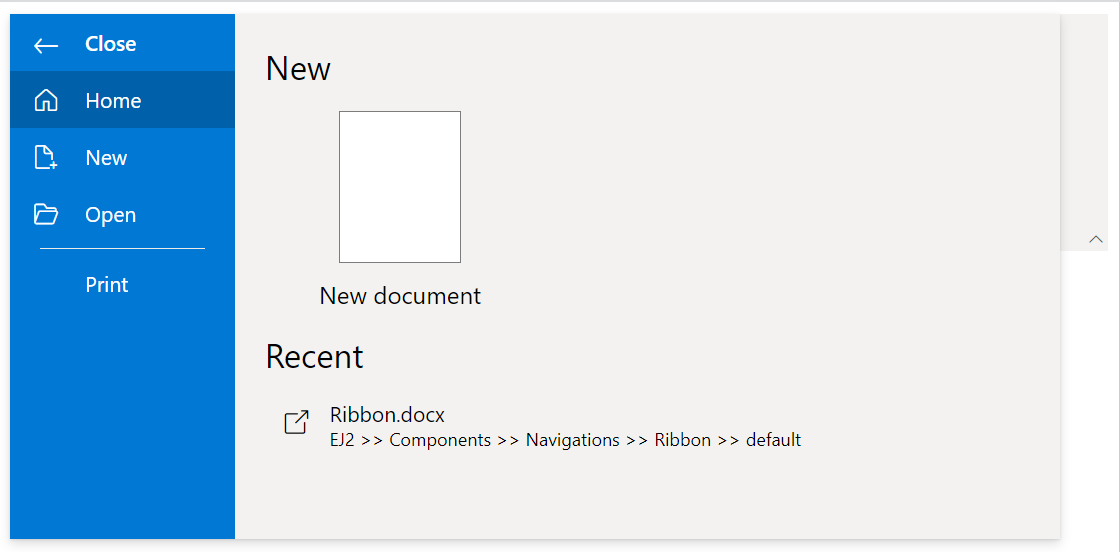 Close
Home
New
Open
Print
New
New document
Recent
Ribbon.docx
EJ2 >> Components >> Navigations >> Ribbon >> default